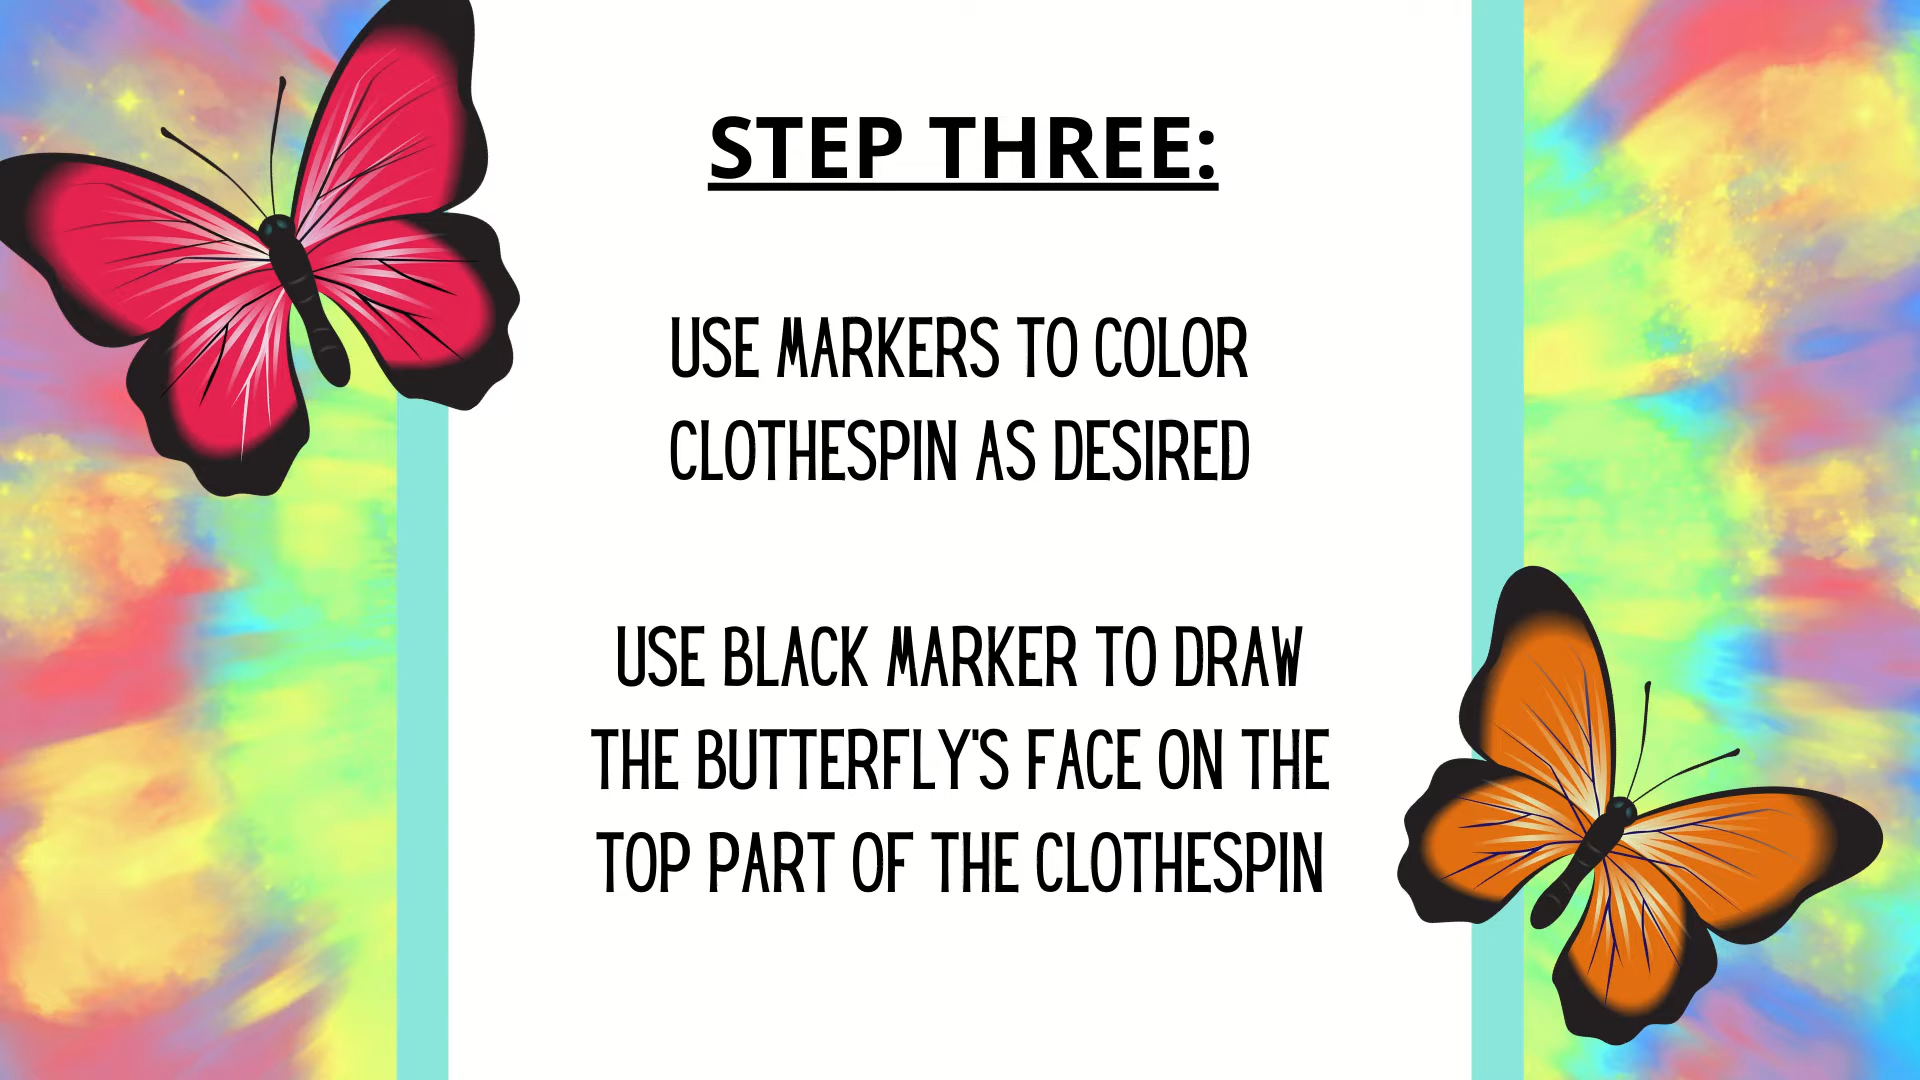 STEP THREE:
USE MARKERS TO COLOR
CLOTHESPIN AS DESIRED
USE BLACK MARKER TO DRAW
THE BUTTERFLY'S FACE ON THE
TOP PART OF THE CLOTHESPIN